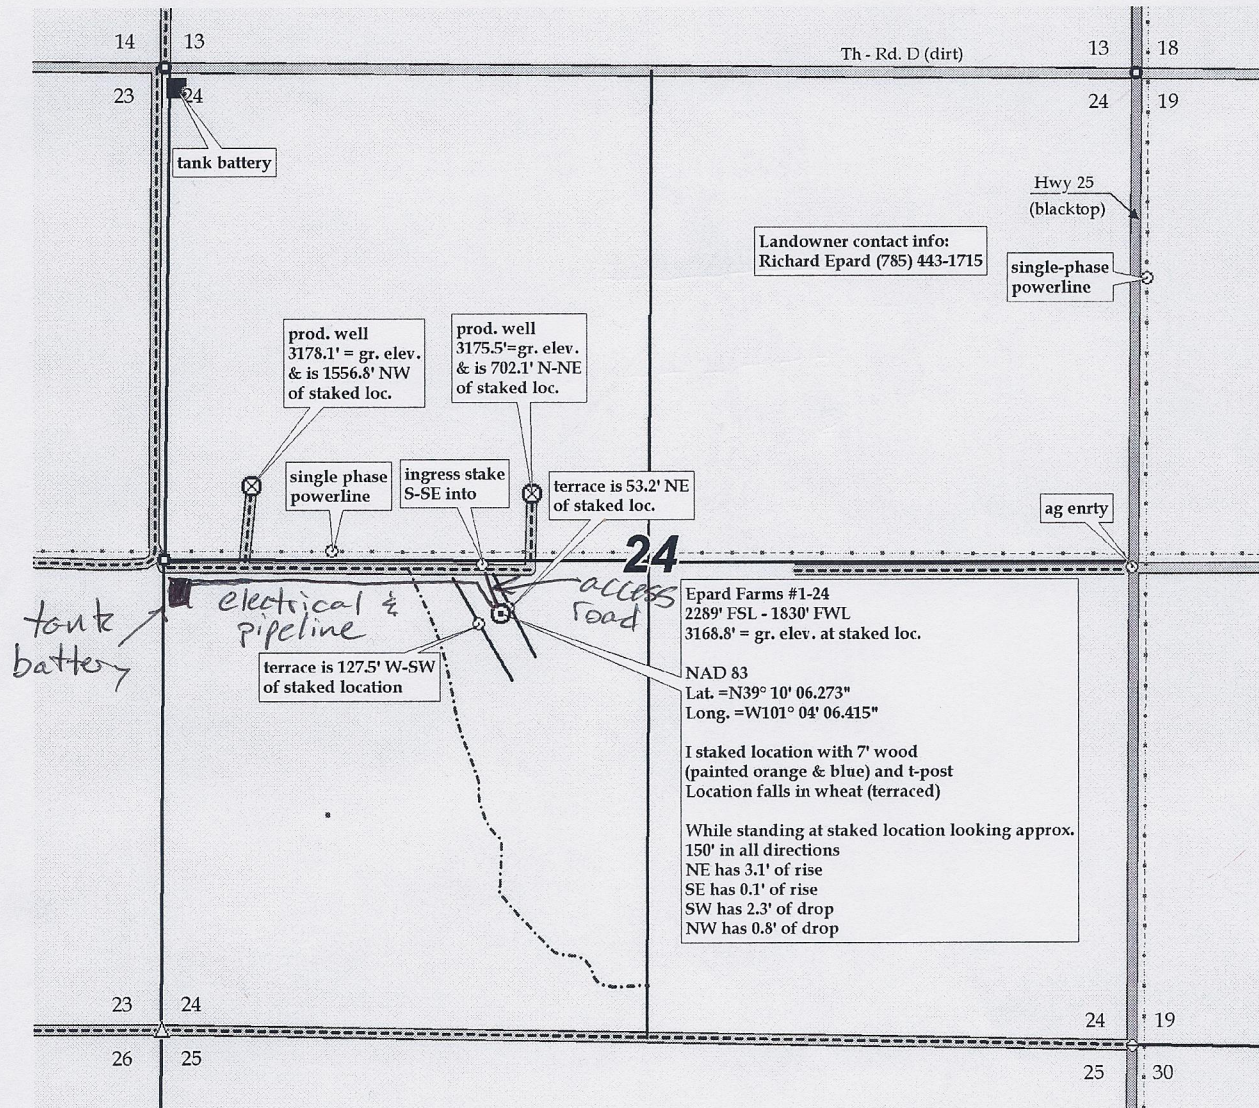 14 13
Th - Rd. D (dirt)
13 18
23 24
24 19
tank battery
Hwy 25
(blacktop)
Landowner contact info:
Richard Epard (785) 443-1715
single-phase
powerline
prod. well
3178.1' = gr. elev.
& is 1556.8' NW
of staked loc.
prod. well
3175.5'=gr. elev.
& is 702.1' N-NE
of staked loc.
single phase
powerline
ingress stake
S-SE into
terrace is 53.2' NE
of staked loc.
ag enrty
24
tank
battery
electrical &
pipeline
access
road
terrace is 127.5' W-SW
of staked location
Epard Farms #1-24
2289' FSL - 1830' FWL
3168.8' = gr. elev. at staked loc.
NAD 83
Lat. =N39° 10' 06.273"
Long. =W101° 04' 06.415"
I staked location with 7' wood
(painted orange & blue) and t-post
Location falls in wheat (terraced)
While standing at staked location looking approx.
150' in all directions
NE has 3.1' of rise
SE has 0.1' of rise
SW has 2.3' of drop
NW has 0.8' of drop
23 24
24 19
26 25
25 30